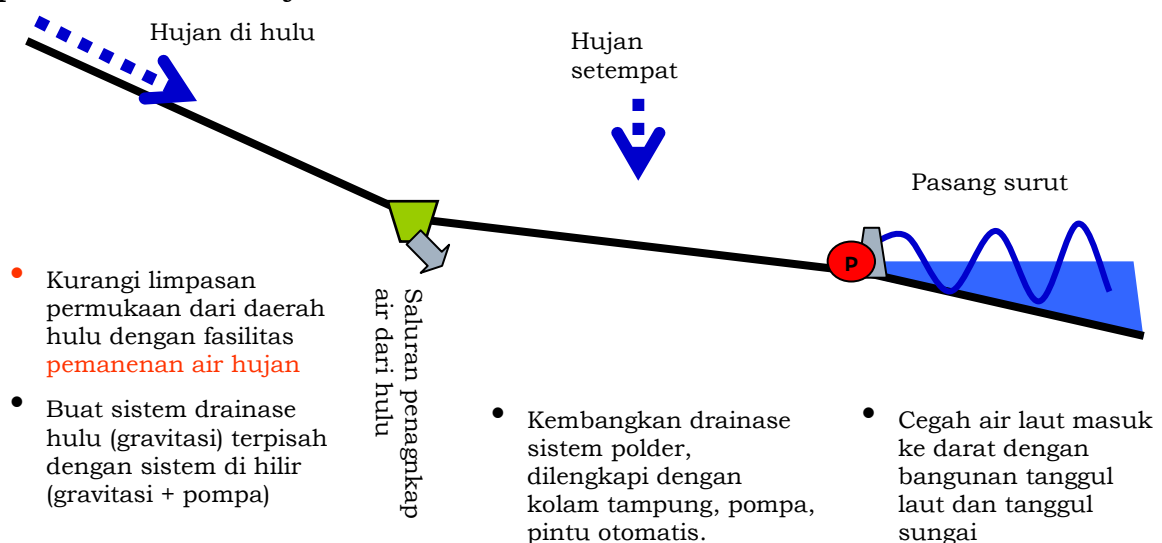 Hujan di hulu
Hujan
setempat
Pasang surut
P
Saluran penagnkap
air dari hulu
• Kurangi limpasan
permukaan dari daerah
hulu dengan fasilitas
pemanenan air hujan
• Buat sistem drainase
hulu (gravitasi) terpisah
dengan sistem di hilir
(gravitasi + pompa)
• Kembangkan drainase
sistem polder,
dilengkapi dengan
kolam tampung, pompa,
pintu otomatis.
• Cegah air laut masuk
ke darat dengan
bangunan tanggul
laut dan tanggul
sungai